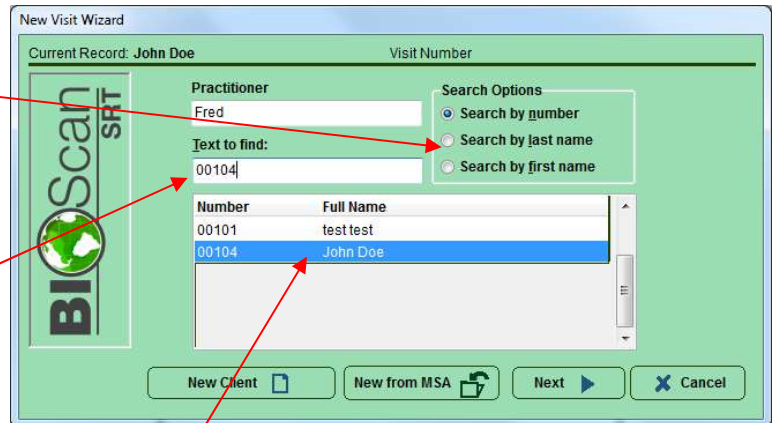 New Visit Wizard
Current Record: John Doe Visit Number
BIOScan
SRT
Practitioner
Fred
Text to find:
00104
Search Options
Search by number
Search by last name
Search by first name
Number Full Name
00101 test test
00104 John Doe
New Client New from MSA Next Cancel